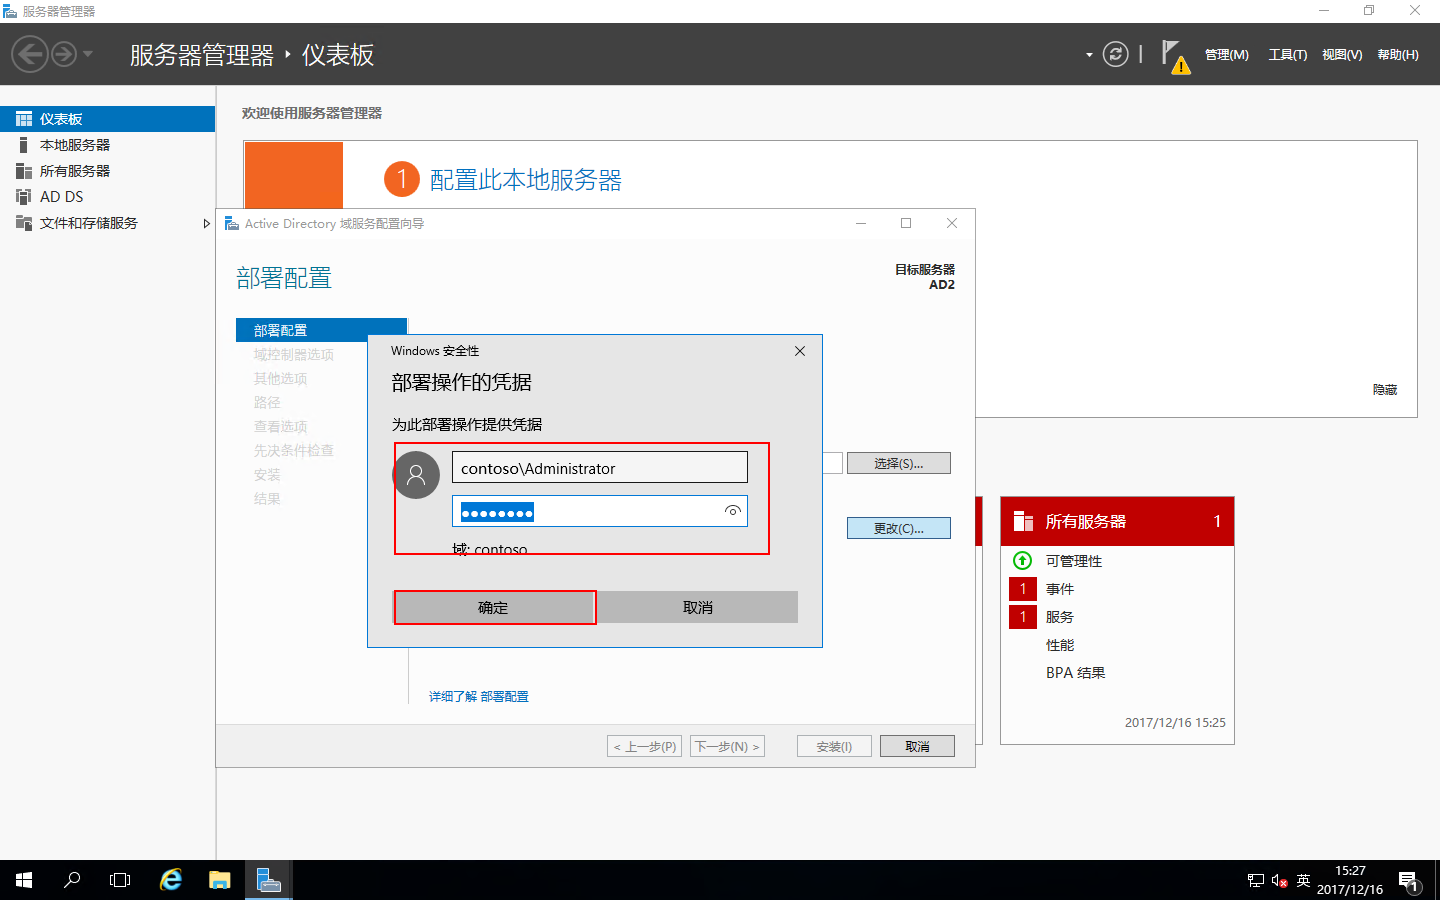 服务器管理器
服务器管理器 ‣ 仪表板
管理(M) 工具(T) 视图(V) 帮助(H)
仪表板
本地服务器
所有服务器
AD DS
文件和存储服务
欢迎使用服务器管理器
1 配置此本地服务器
隐藏
Active Directory 域服务配置向导
部署配置
目标服务器
AD2
部署配置
域控制器选项
其他选项
路径
查看选项
先决条件检查
安装
结果
选择(S)...
更改(C)...
Windows 安全性
部署操作的凭据
为此部署操作提供凭据
contoso\Administrator
●●●●●●●●
域: contoso
确定 取消
详细了解 部署配置
< 上一步(P) 下一步(N) > 安装(I) 取消
所有服务器 1
可管理性
1 事件
1 服务
性能
BPA 结果
2017/12/16 15:25
英
15:27
2017/12/16
1